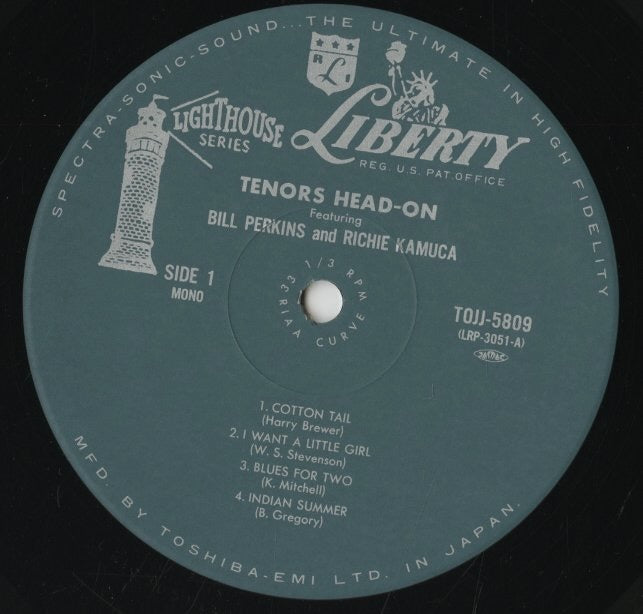 SPECTRA-SONIC-SOUND...THE ULTIMATE IN HIGH FIDELITY
R L I
LIGHTHOUSE
SERIES
LIBERTY
REG. U.S. PAT. OFFICE
TENORS HEAD-ON
Featuring
BILL PERKINS and RICHIE KAMUCA
SIDE 1
MONO
33 1/3 RPM
RIAA CURVE
TOJJ-5809
(LRP-3051-A)
1. COTTON TAIL
(Harry Brewer)
2. I WANT A LITTLE GIRL
(W. S. Stevenson)
3. BLUES FOR TWO
(K. Mitchell)
4. INDIAN SUMMER
(B. Gregory)
MFD. BY TOSHIBA-EMI LTD. IN JAPAN.